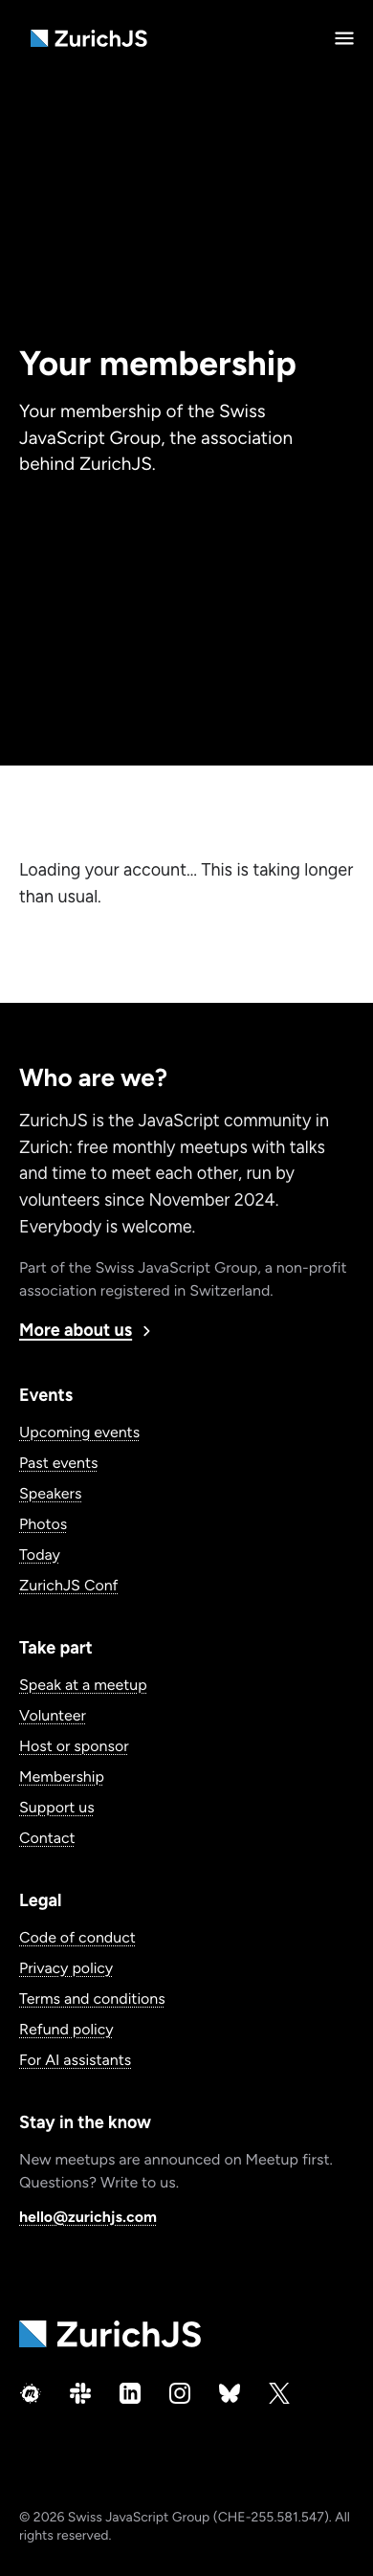 ZurichJS
Your membership
Your membership of the Swiss
JavaScript Group, the association
behind ZurichJS.
Loading your account... This is taking longer
than usual.
Who are we?
ZurichJS is the JavaScript community in
Zurich: free monthly meetups with talks
and time to meet each other, run by
volunteers since November 2024.
Everybody is welcome.
Part of the Swiss JavaScript Group, a non-profit
association registered in Switzerland.
More about us
Events
Upcoming events
Past events
Speakers
Photos
Today
ZurichJS Conf
Take part
Speak at a meetup
Volunteer
Host or sponsor
Membership
Support us
Contact
Legal
Code of conduct
Privacy policy
Terms and conditions
Refund policy
For AI assistants
Stay in the know
New meetups are announced on Meetup first.
Questions? Write to us.
hello@zurichjs.com
ZurichJS
© 2026 Swiss JavaScript Group (CHE-255.581.547). All
rights reserved.